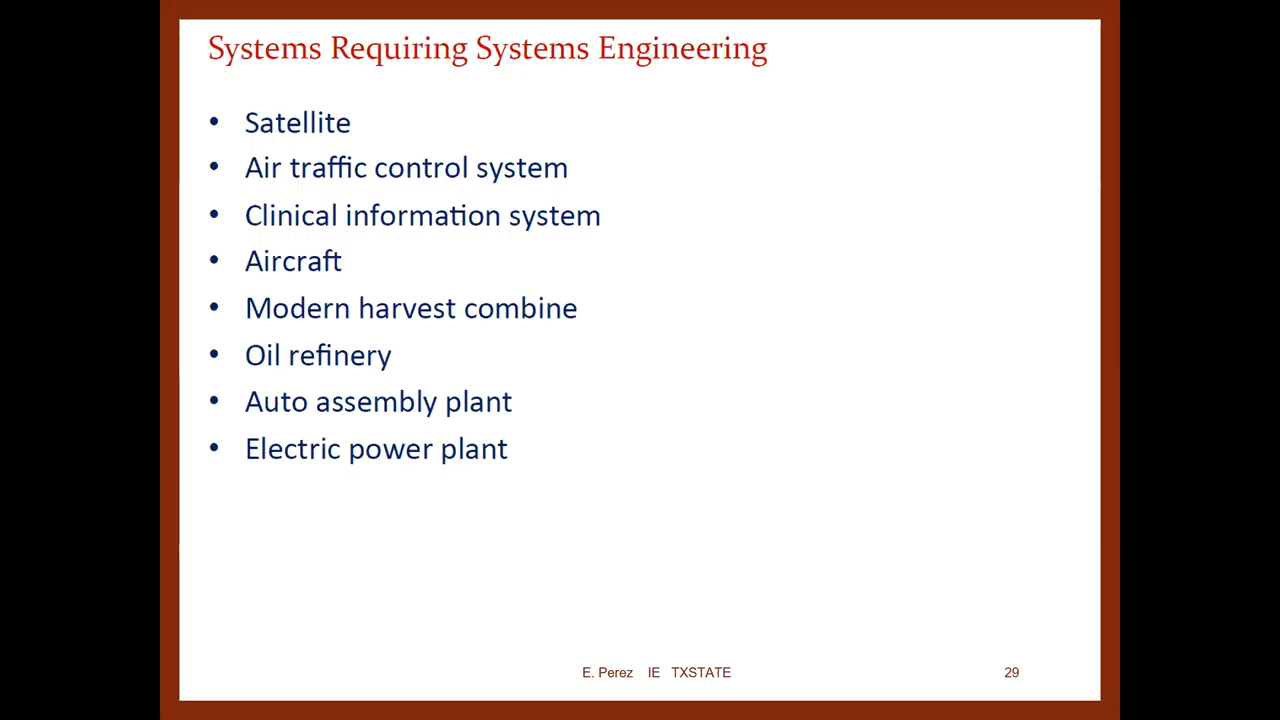 Systems Requiring Systems Engineering
• Satellite
• Air traffic control system
• Clinical information system
• Aircraft
• Modern harvest combine
• Oil refinery
• Auto assembly plant
• Electric power plant
E. Perez IE TXSTATE 29